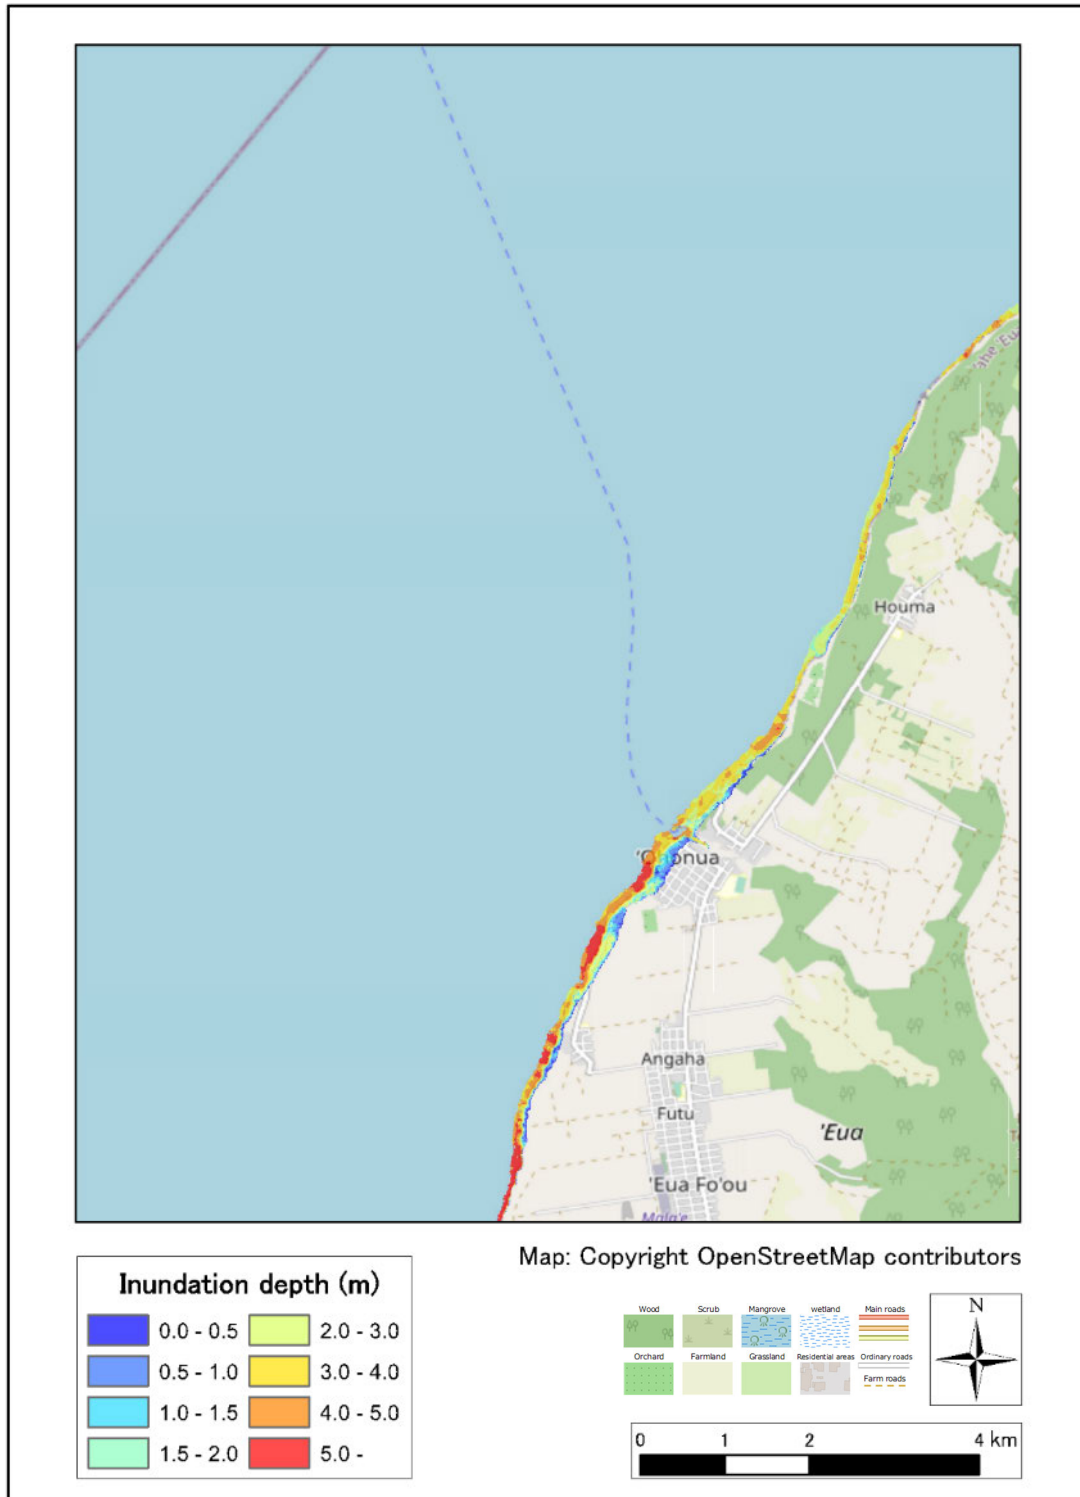 Houma
'Ohonua
Angaha
Futu
'Eua
'Eua Fo'ou
Mala'e
Map: Copyright OpenStreetMap contributors
Inundation depth (m)
0.0 - 0.5
2.0 - 3.0
0.5 - 1.0
3.0 - 4.0
1.0 - 1.5
4.0 - 5.0
1.5 - 2.0
5.0 -
Wood
Scrub
Mangrove
wetland
Main roads
Orchard
Farmland
Grassland
Residential areas
Ordinary roads
Farm roads
N
0 1 2 4 km